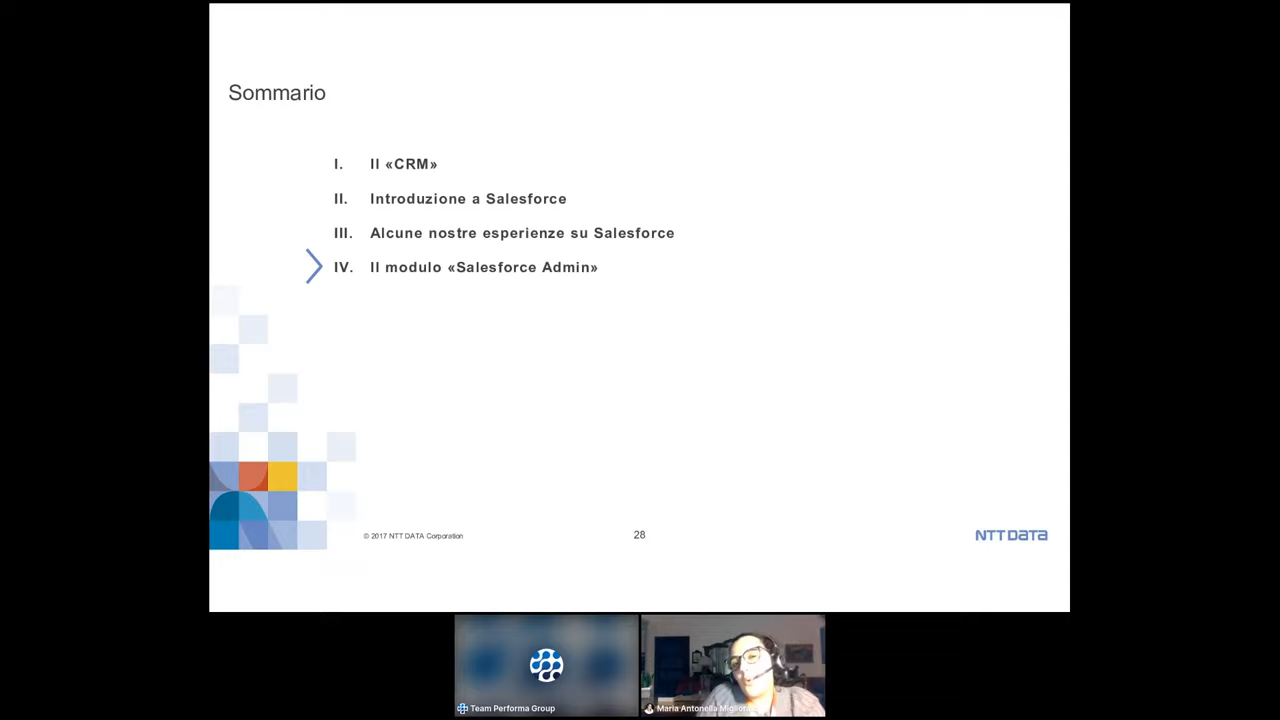 Sommario
I. Il «CRM»
II. Introduzione a Salesforce
III. Alcune nostre esperienze su Salesforce
IV. Il modulo «Salesforce Admin»
© 2017 NTT DATA Corporation
28
NTT DATA
Team Performa Group
Maria Antonella